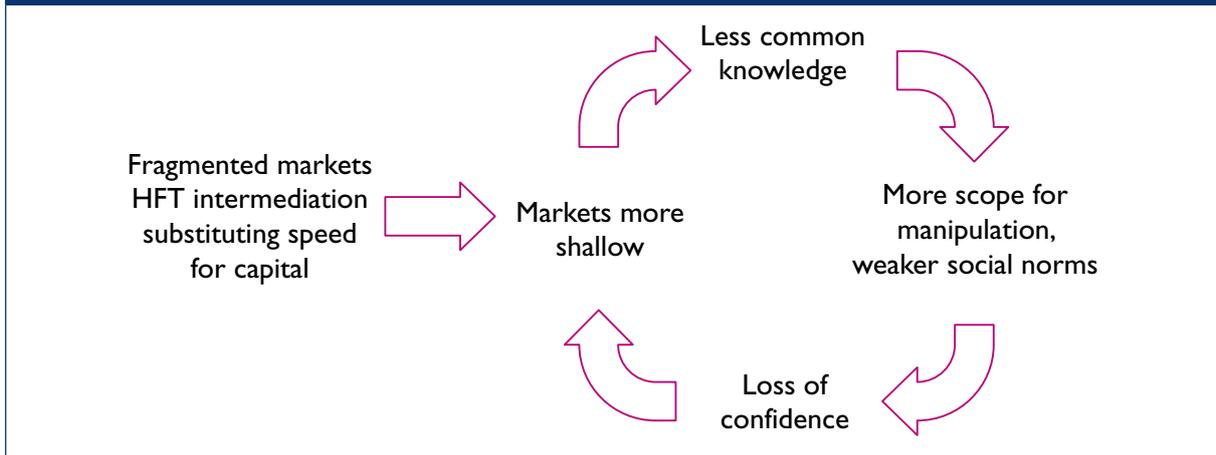 Less common
knowledge
Fragmented markets
HFT intermediation
substituting speed
for capital
Markets more
shallow
More scope for
manipulation,
weaker social norms
Loss of
confidence